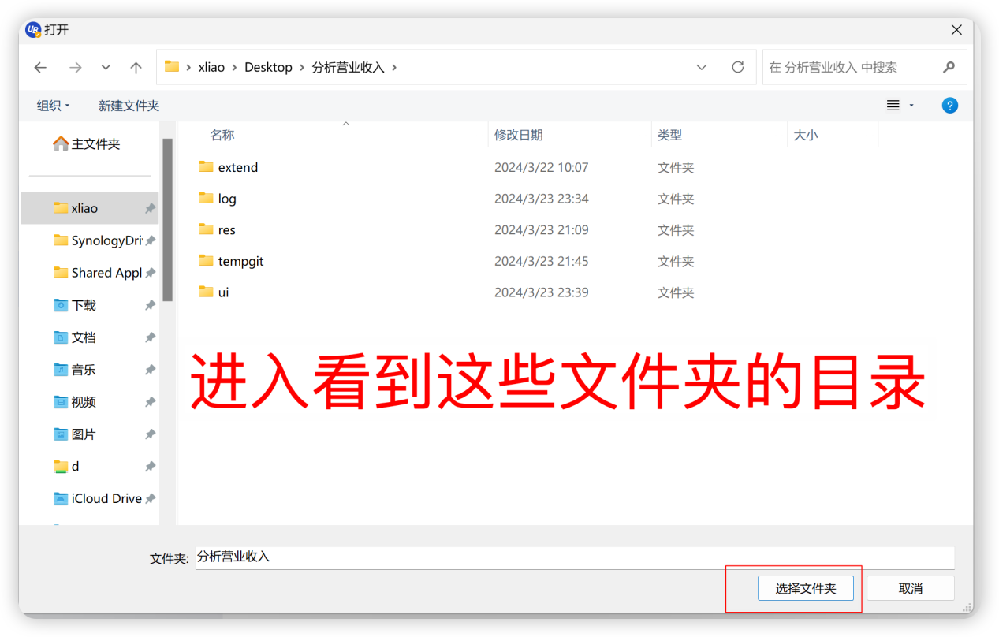 UB 打开
xliao Desktop 分析营业收入
在 分析营业收入 中搜索
组织 新建文件夹
?
主文件夹
xliao
SynologyDri
Shared Appl
下载
文档
音乐
视频
图片
d
iCloud Drive
名称 修改日期 类型 大小
extend 2024/3/22 10:07 文件夹
log 2024/3/23 23:34 文件夹
res 2024/3/23 21:09 文件夹
tempgit 2024/3/23 21:45 文件夹
ui 2024/3/23 23:39 文件夹
进入看到这些文件夹的目录
文件夹: 分析营业收入
选择文件夹 取消